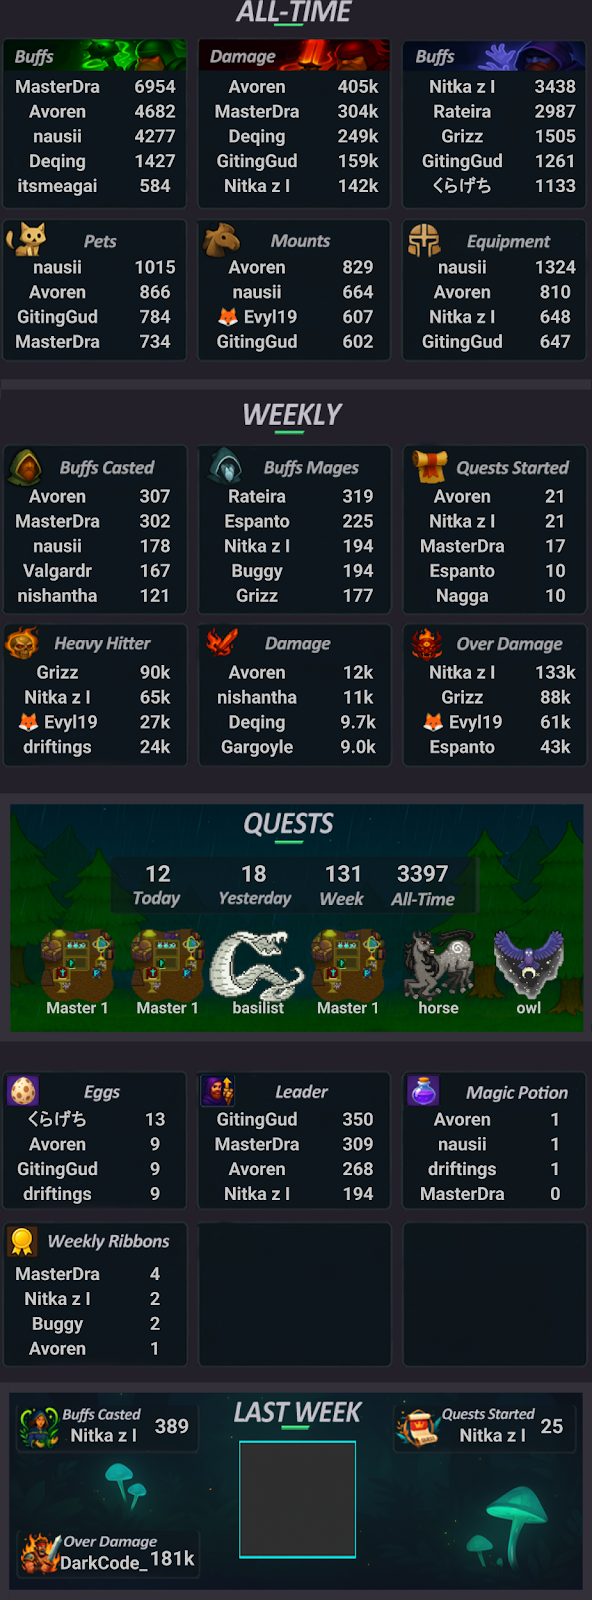 ALL-TIME
Buffs
MasterDra 6954
Avoren 4682
nausii 4277
Deqing 1427
itsmeagai 584
Damage
Avoren 405k
MasterDra 304k
Deqing 249k
GitingGud 159k
Nitka z l 142k
Buffs
Nitka z l 3438
Rateira 2987
Grizz 1505
GitingGud 1261
くらげち 1133
Pets
nausii 1015
Avoren 866
GitingGud 784
MasterDra 734
Mounts
Avoren 829
nausii 664
🦊 Evyl19 607
GitingGud 602
Equipment
nausii 1324
Avoren 810
Nitka z l 648
GitingGud 647
WEEKLY
Buffs Casted
Avoren 307
MasterDra 302
nausii 178
Valgardr 167
nishantha 121
Buffs Mages
Rateira 319
Espanto 225
Nitka z l 194
Buggy 194
Grizz 177
Quests Started
Avoren 21
Nitka z l 21
MasterDra 17
Espanto 10
Nagga 10
Heavy Hitter
Grizz 90k
Nitka z l 65k
🦊 Evyl19 27k
driftings 24k
Damage
Avoren 12k
nishantha 11k
Deqing 9.7k
Gargoyle 9.0k
Over Damage
Nitka z l 133k
Grizz 88k
🦊 Evyl19 61k
Espanto 43k
QUESTS
12 18 131 3397
Today Yesterday Week All-Time
Master 1 Master 1 basilist Master 1 horse owl
Eggs
くらげち 13
Avoren 9
GitingGud 9
driftings 9
Leader
GitingGud 350
MasterDra 309
Avoren 268
Nitka z l 194
Magic Potion
Avoren 1
nausii 1
driftings 1
MasterDra 0
Weekly Ribbons
MasterDra 4
Nitka z l 2
Buggy 2
Avoren 1
LAST WEEK
Buffs Casted
Nitka z l 389
Quests Started
Nitka z l 25
Over Damage
DarkCode_ 181k